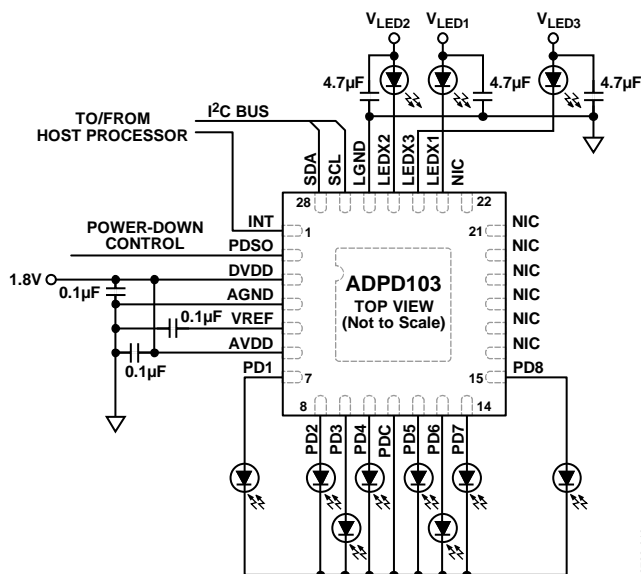 VLED2 VLED1 VLED3
4.7µF 4.7µF 4.7µF
I2C BUS
TO/FROM
HOST PROCESSOR
SDA SCL LGND LEDX2 LEDX3 LEDX1 NIC
28 22
INT 1 21 NIC
POWER-DOWN
CONTROL
PDSO NIC
1.8V DVDD NIC
0.1µF
AGND NIC
0.1µF VREF NIC
AVDD NIC
0.1µF
PD1 7 15 PD8
ADPD103
TOP VIEW
(Not to Scale)
8 14
PD2 PD3 PD4 PDC PD5 PD6 PD7